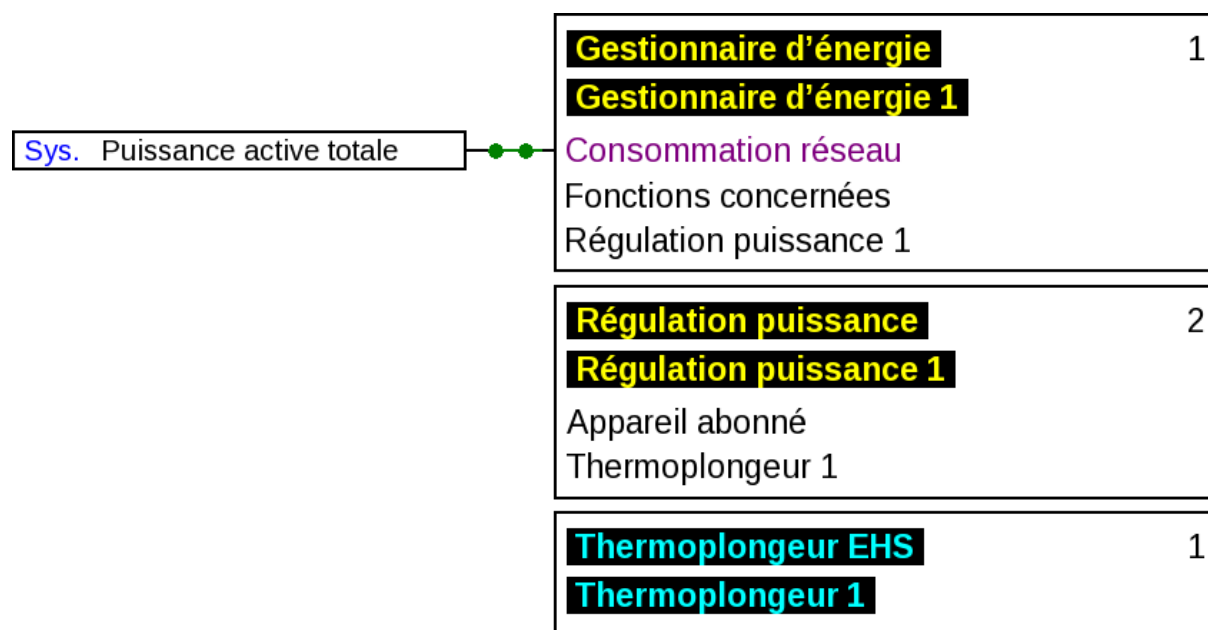 Gestionnaire d’énergie 1
Gestionnaire d’énergie 1
Sys. Puissance active totale
Consommation réseau
Fonctions concernées
Régulation puissance 1
Régulation puissance 2
Régulation puissance 1
Appareil abonné
Thermoplongeur 1
Thermoplongeur EHS 1
Thermoplongeur 1